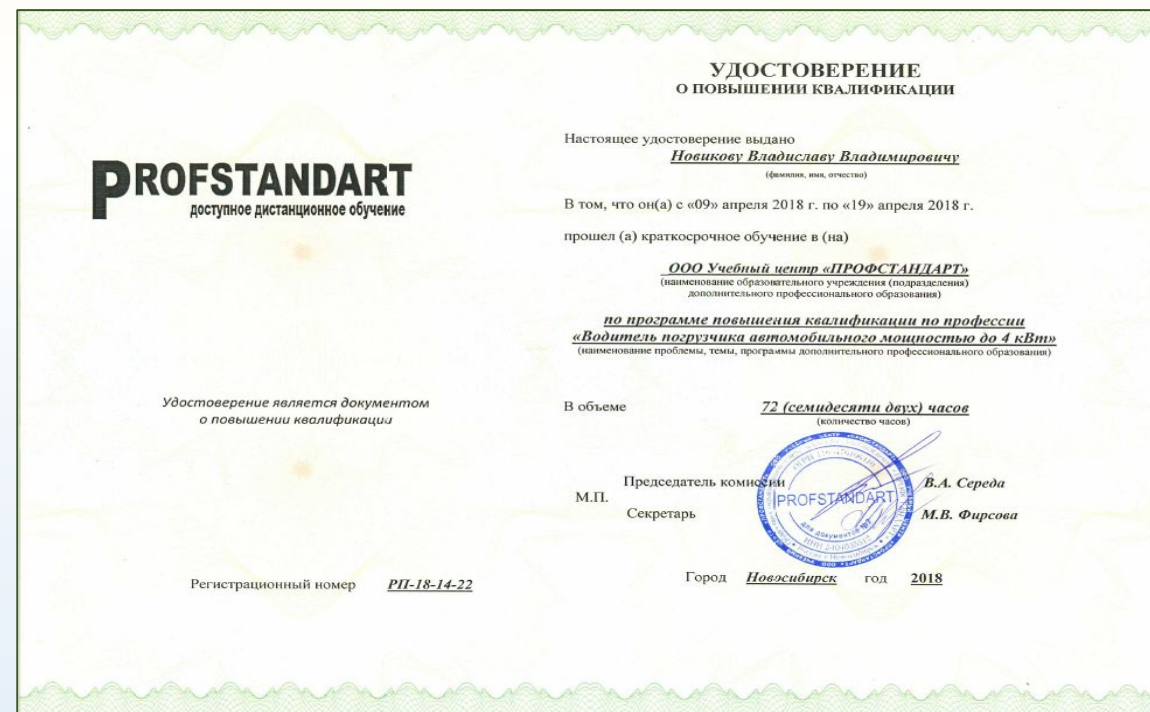 PROFSTANDART
доступное дистанционное обучение
Удостоверение является документом
о повышении квалификации
Регистрационный номер РП-18-14-22
УДОСТОВЕРЕНИЕ
О ПОВЫШЕНИИ КВАЛИФИКАЦИИ
Настоящее удостоверение выдано
Новикову Владиславу Владимировичу
(фамилия, имя, отчество)
В том, что он(а) с «09» апреля 2018 г. по «19» апреля 2018 г.
прошел (а) краткосрочное обучение в (на)
ООО Учебный центр «ПРОФСТАНДАРТ»
(наименование образовательного учреждения (подразделения)
дополнительного профессионального образования)
по программе повышения квалификации по профессии
«Водитель погрузчика автомобильного мощностью до 4 кВт»
(наименование проблемы, темы, программы дополнительного профессионального образования)
В объеме 72 (семидесяти двух) часов
(количество часов)
Председатель комиссии В.А. Середа
М.П.
Секретарь М.В. Фирсова
PROFSTANDART
для документов
Город Новосибирск год 2018